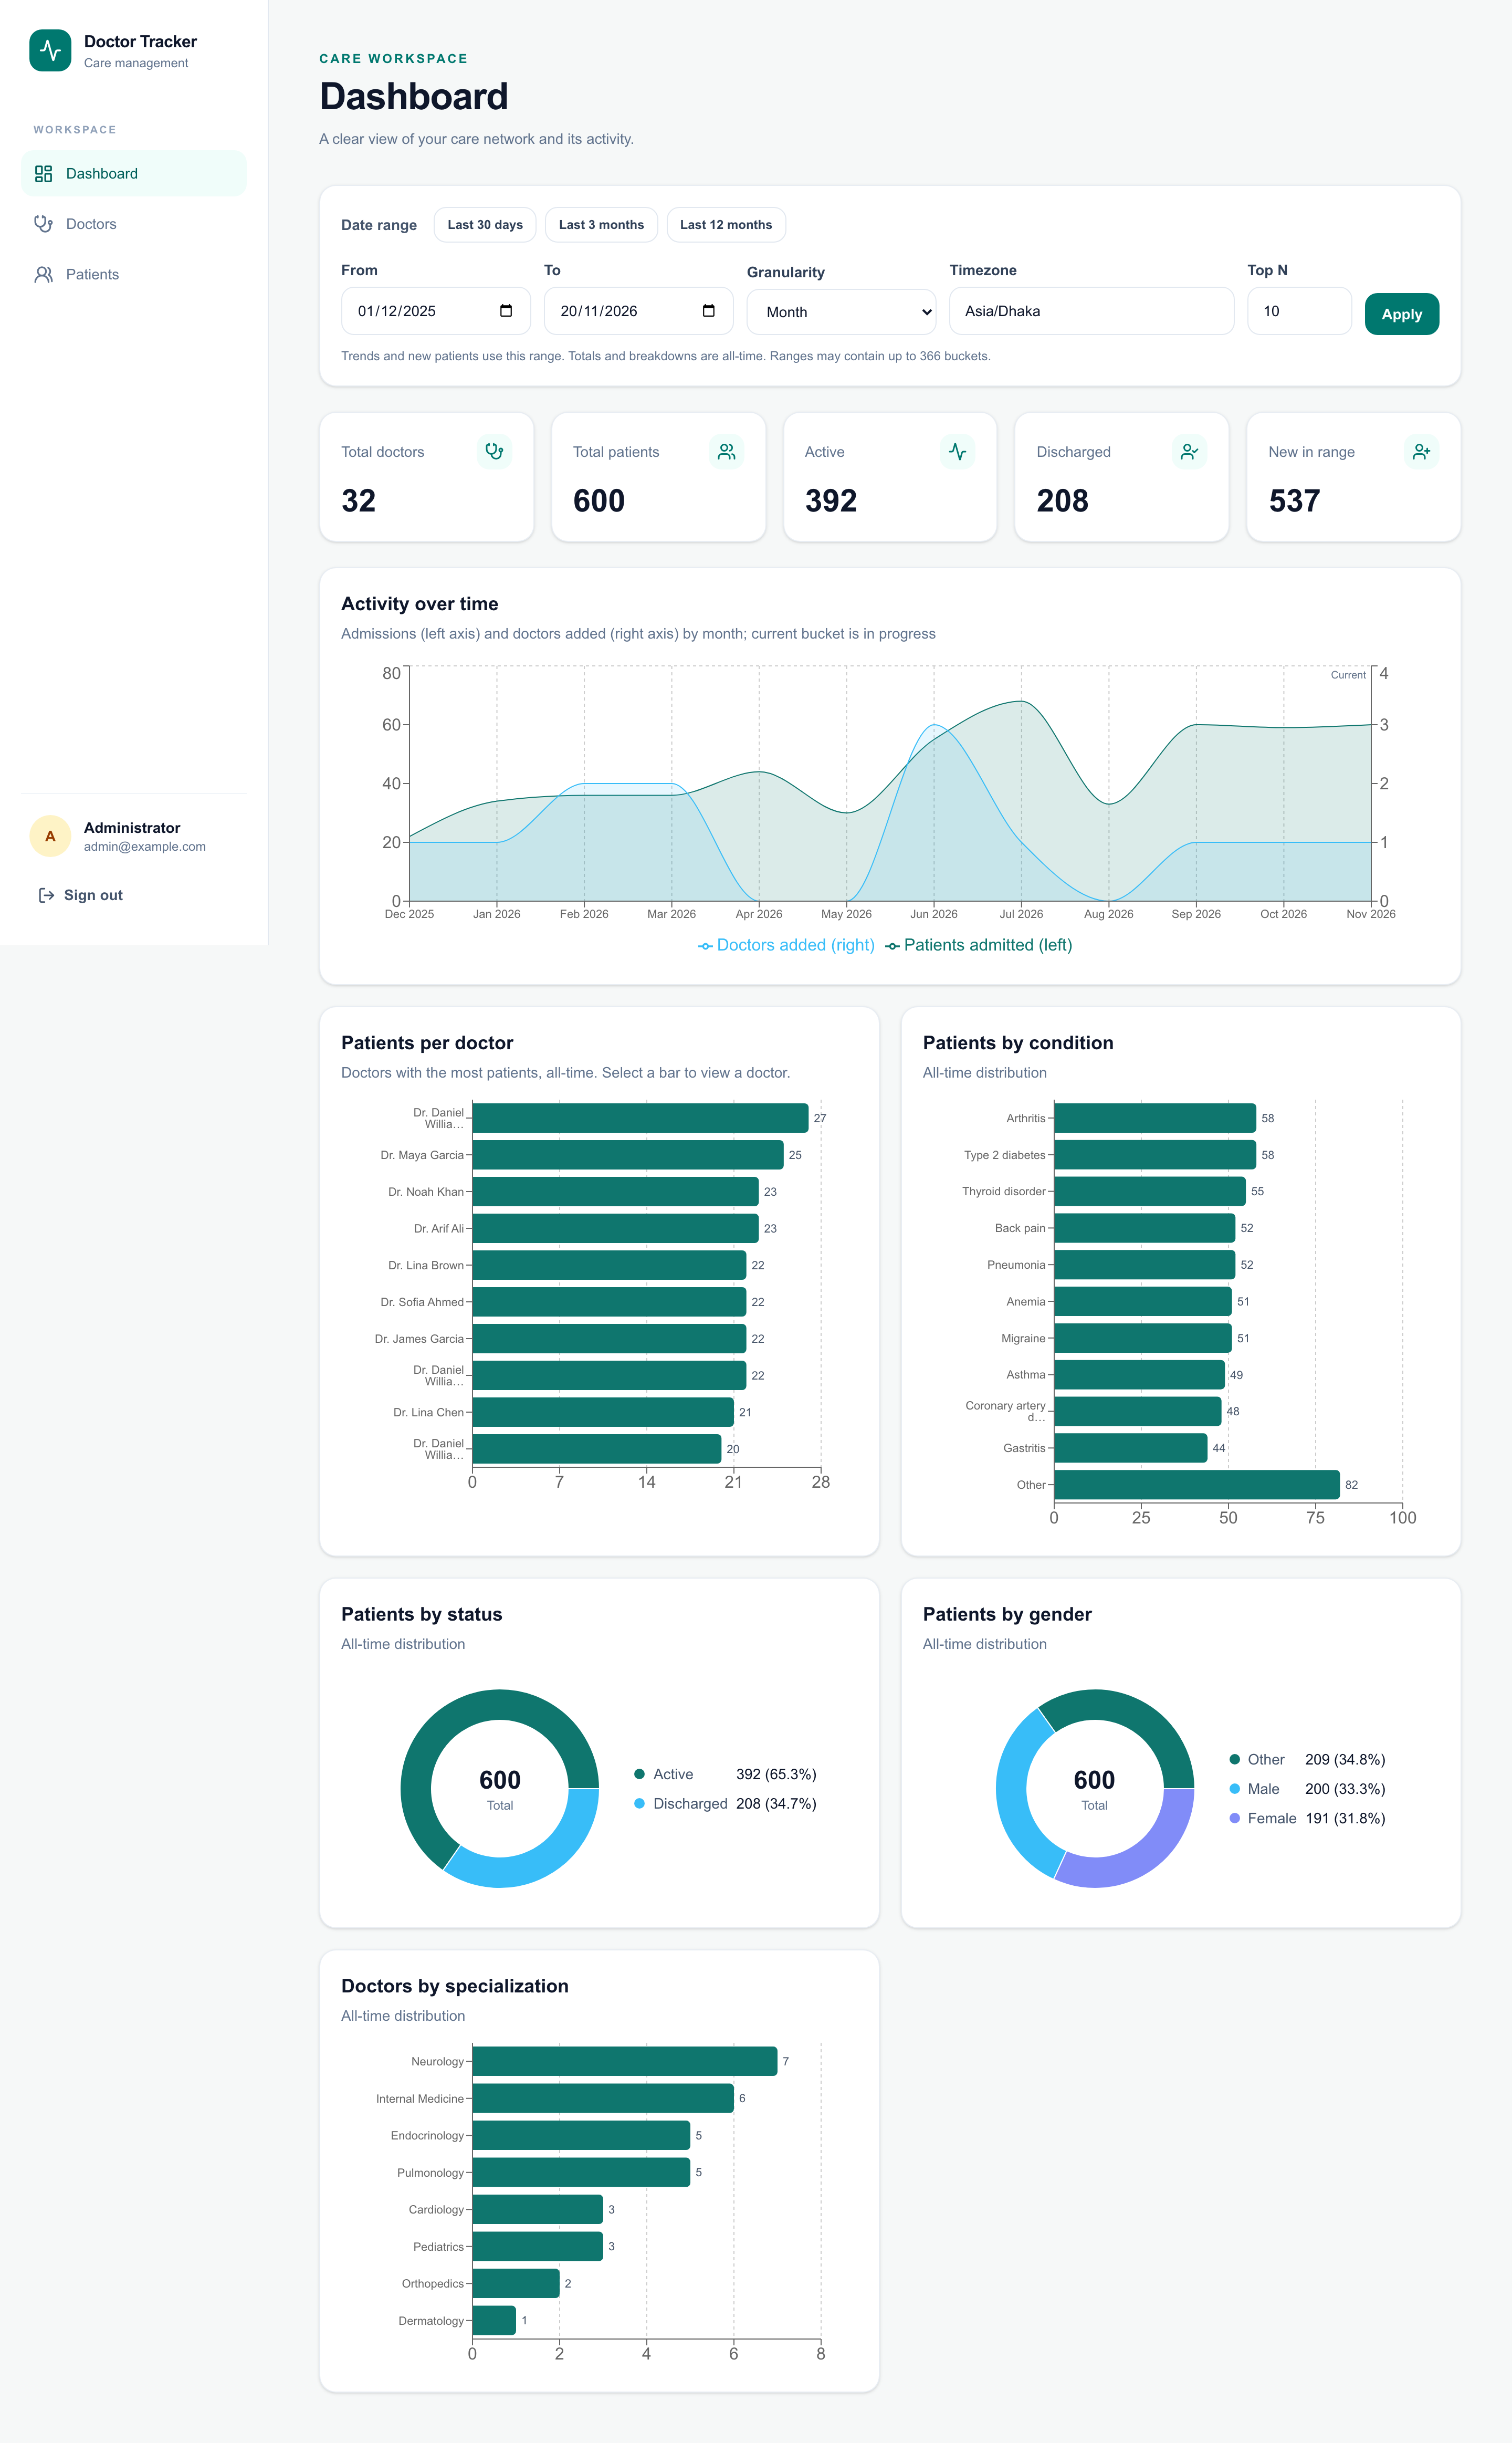 Doctor Tracker
Care management
WORKSPACE
Dashboard
Doctors
Patients
A
Administrator
admin@example.com
Sign out
CARE WORKSPACE
Dashboard
A clear view of your care network and its activity.
Date range Last 30 days Last 3 months Last 12 months
From To Granularity Timezone Top N
01/12/2025 20/11/2026 Month Asia/Dhaka 10 Apply
Trends and new patients use this range. Totals and breakdowns are all-time. Ranges may contain up to 366 buckets.
Total doctors
32
Total patients
600
Active
392
Discharged
208
New in range
537
Activity over time
Admissions (left axis) and doctors added (right axis) by month; current bucket is in progress
80 Current 4
60 3
40 2
20 1
0 0
Dec 2025 Jan 2026 Feb 2026 Mar 2026 Apr 2026 May 2026 Jun 2026 Jul 2026 Aug 2026 Sep 2026 Oct 2026 Nov 2026
Doctors added (right) Patients admitted (left)
Patients per doctor
Doctors with the most patients, all-time. Select a bar to view a doctor.
Dr. Daniel
Willia… 27
Dr. Maya Garcia 25
Dr. Noah Khan 23
Dr. Arif Ali 23
Dr. Lina Brown 22
Dr. Sofia Ahmed 22
Dr. James Garcia 22
Dr. Daniel
Willia… 22
Dr. Lina Chen 21
Dr. Daniel
Willia… 20
0 7 14 21 28
Patients by condition
All-time distribution
Arthritis 58
Type 2 diabetes 58
Thyroid disorder 55
Back pain 52
Pneumonia 52
Anemia 51
Migraine 51
Asthma 49
Coronary artery
d… 48
Gastritis 44
Other 82
0 25 50 75 100
Patients by status
All-time distribution
600
Total
Active 392 (65.3%)
Discharged 208 (34.7%)
Patients by gender
All-time distribution
600
Total
Other 209 (34.8%)
Male 200 (33.3%)
Female 191 (31.8%)
Doctors by specialization
All-time distribution
Neurology 7
Internal Medicine 6
Endocrinology 5
Pulmonology 5
Cardiology 3
Pediatrics 3
Orthopedics 2
Dermatology 1
0 2 4 6 8